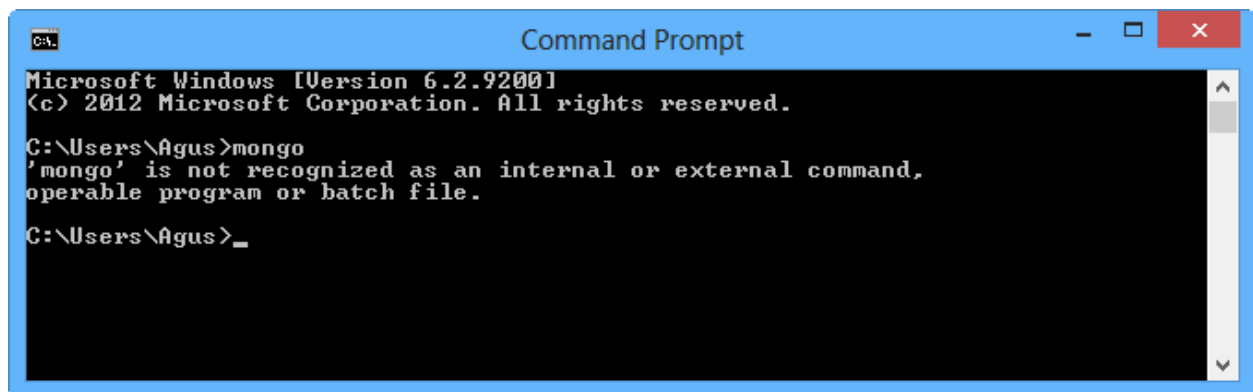 Command Prompt
Microsoft Windows [Version 6.2.9200]
(c) 2012 Microsoft Corporation. All rights reserved.
C:\Users\Agus>mongo
'mongo' is not recognized as an internal or external command,
operable program or batch file.
C:\Users\Agus>_